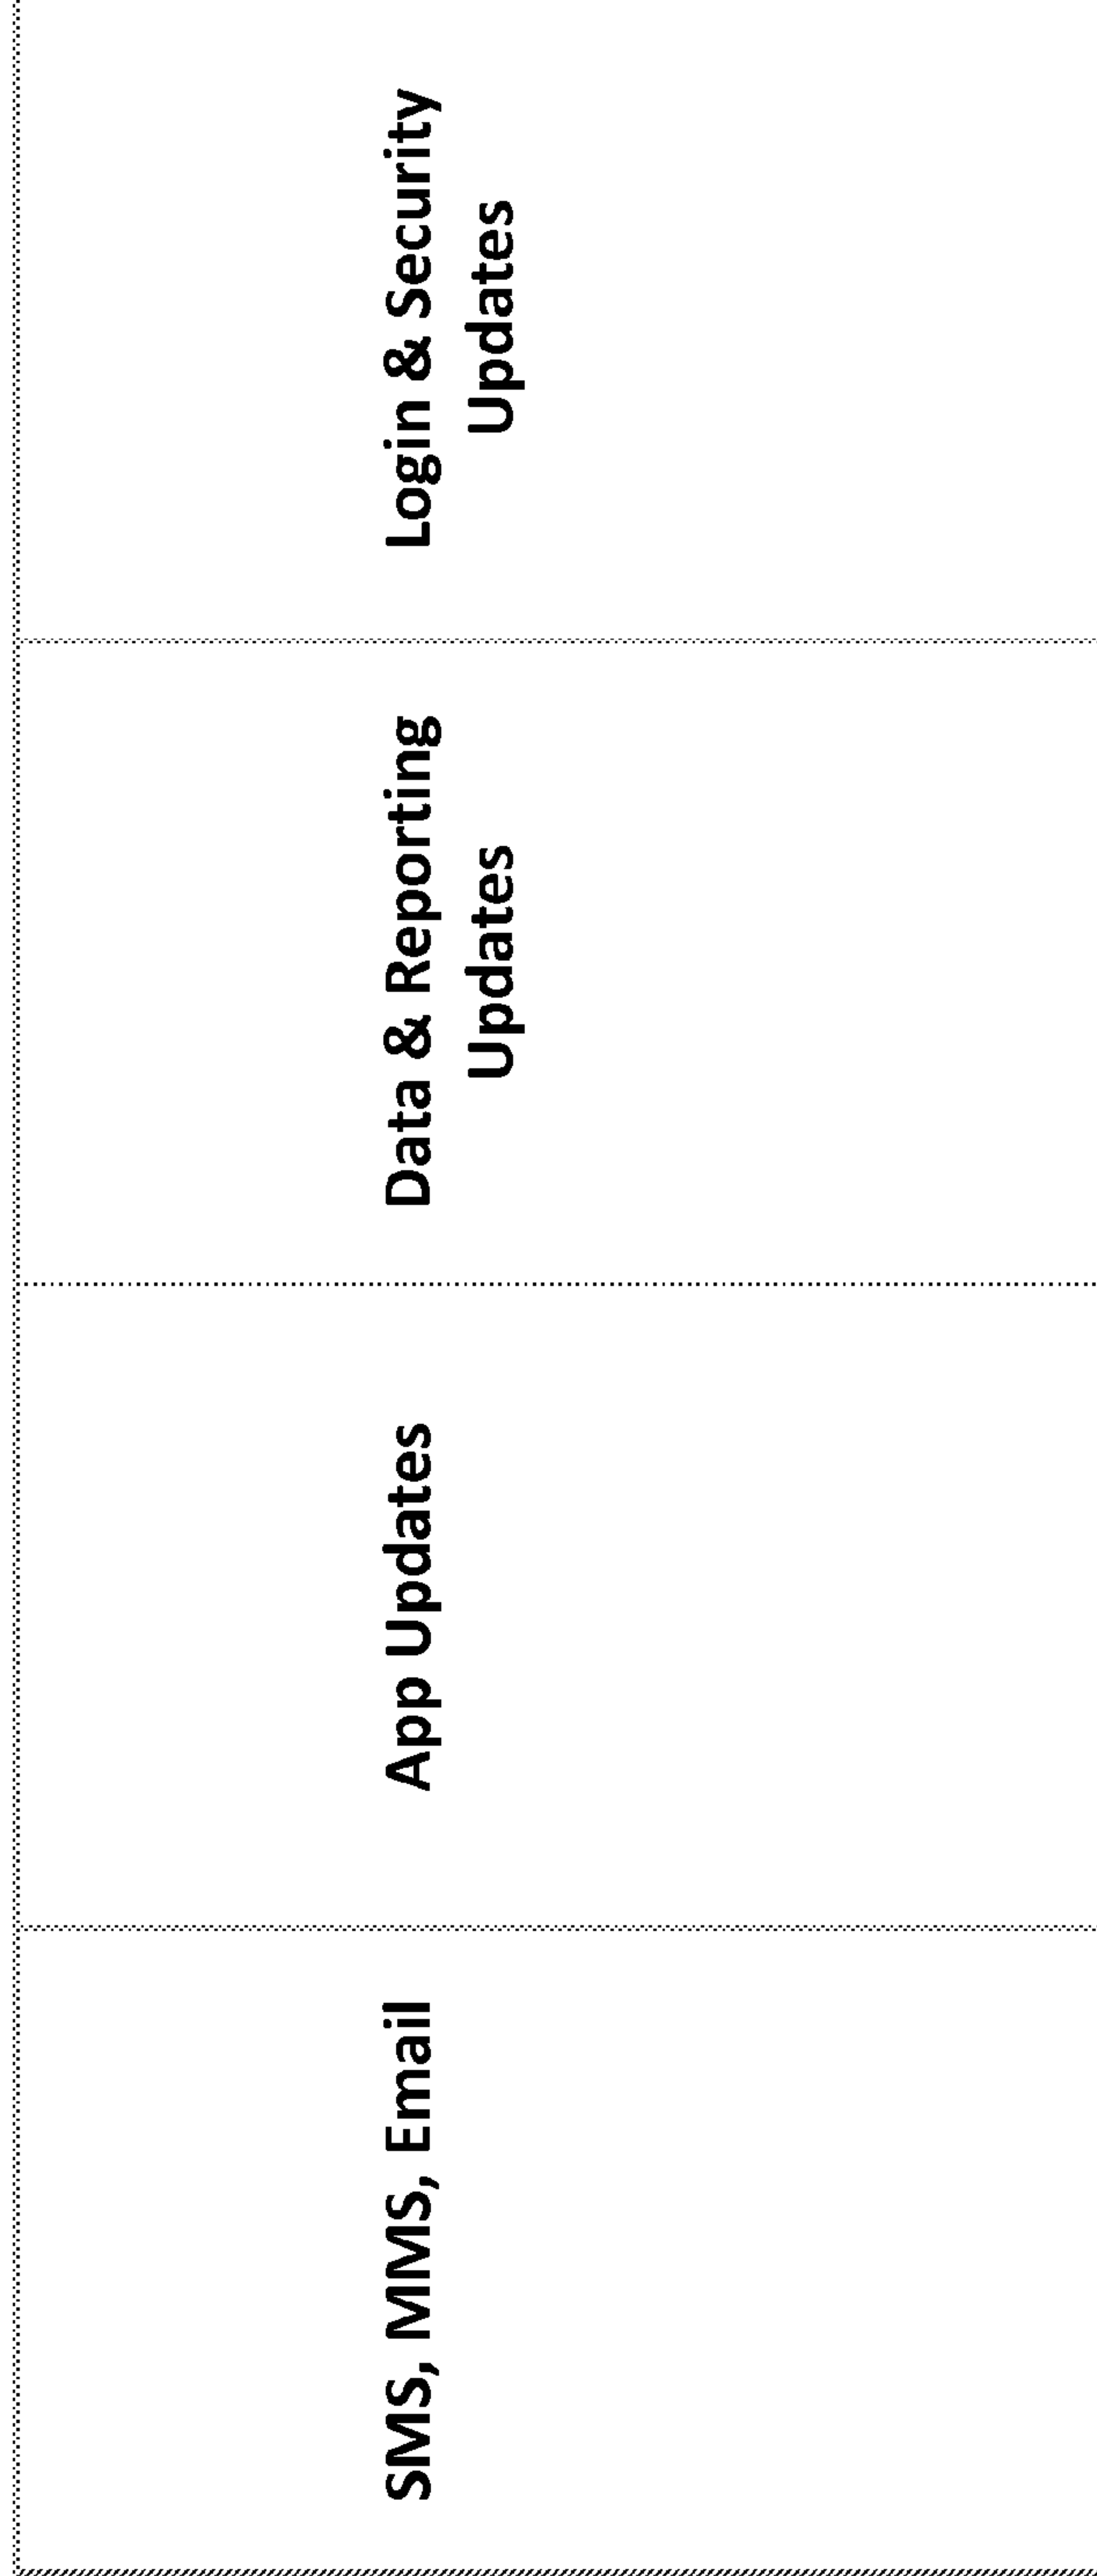 SMS, MMS, Email
App Updates
Data & Reporting
Updates
Login & Security
Updates